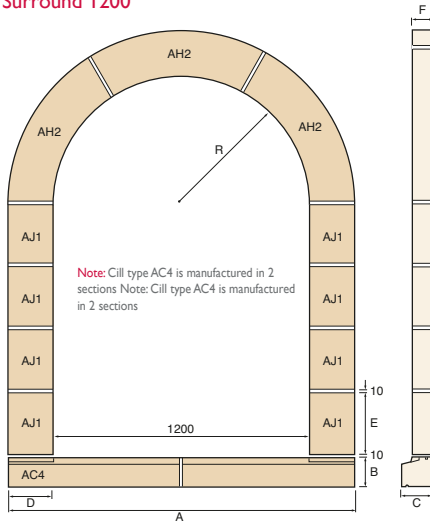 Surround 1200
F
AH2
AH2
AH2
R
AJ1
AJ1
Note: Cill type AC4 is manufactured in 2
sections Note: Cill type AC4 is manufactured
in 2 sections
AJ1
AJ1
AJ1
AJ1
10
AJ1
AJ1
E
1200
10
AC4
B
D
A
C